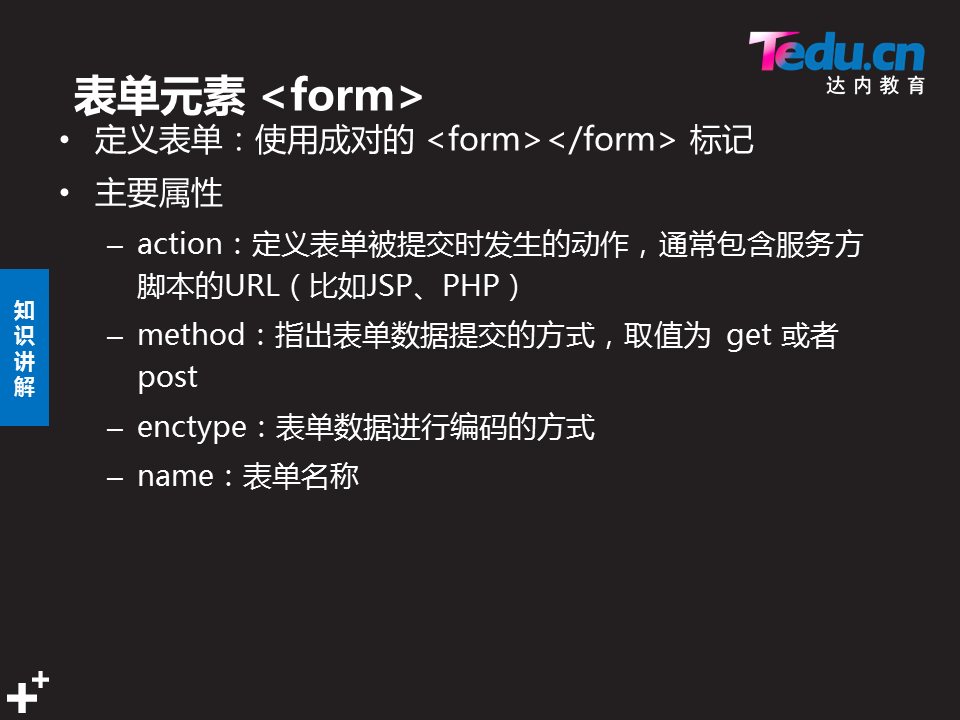 Tedu.cn
达内教育
表单元素 <form>
• 定义表单：使用成对的 <form></form> 标记
• 主要属性
– action：定义表单被提交时发生的动作，通常包含服务方
脚本的URL（比如JSP、PHP）
– method：指出表单数据提交的方式，取值为 get 或者
post
– enctype：表单数据进行编码的方式
– name：表单名称
知
识
讲
解